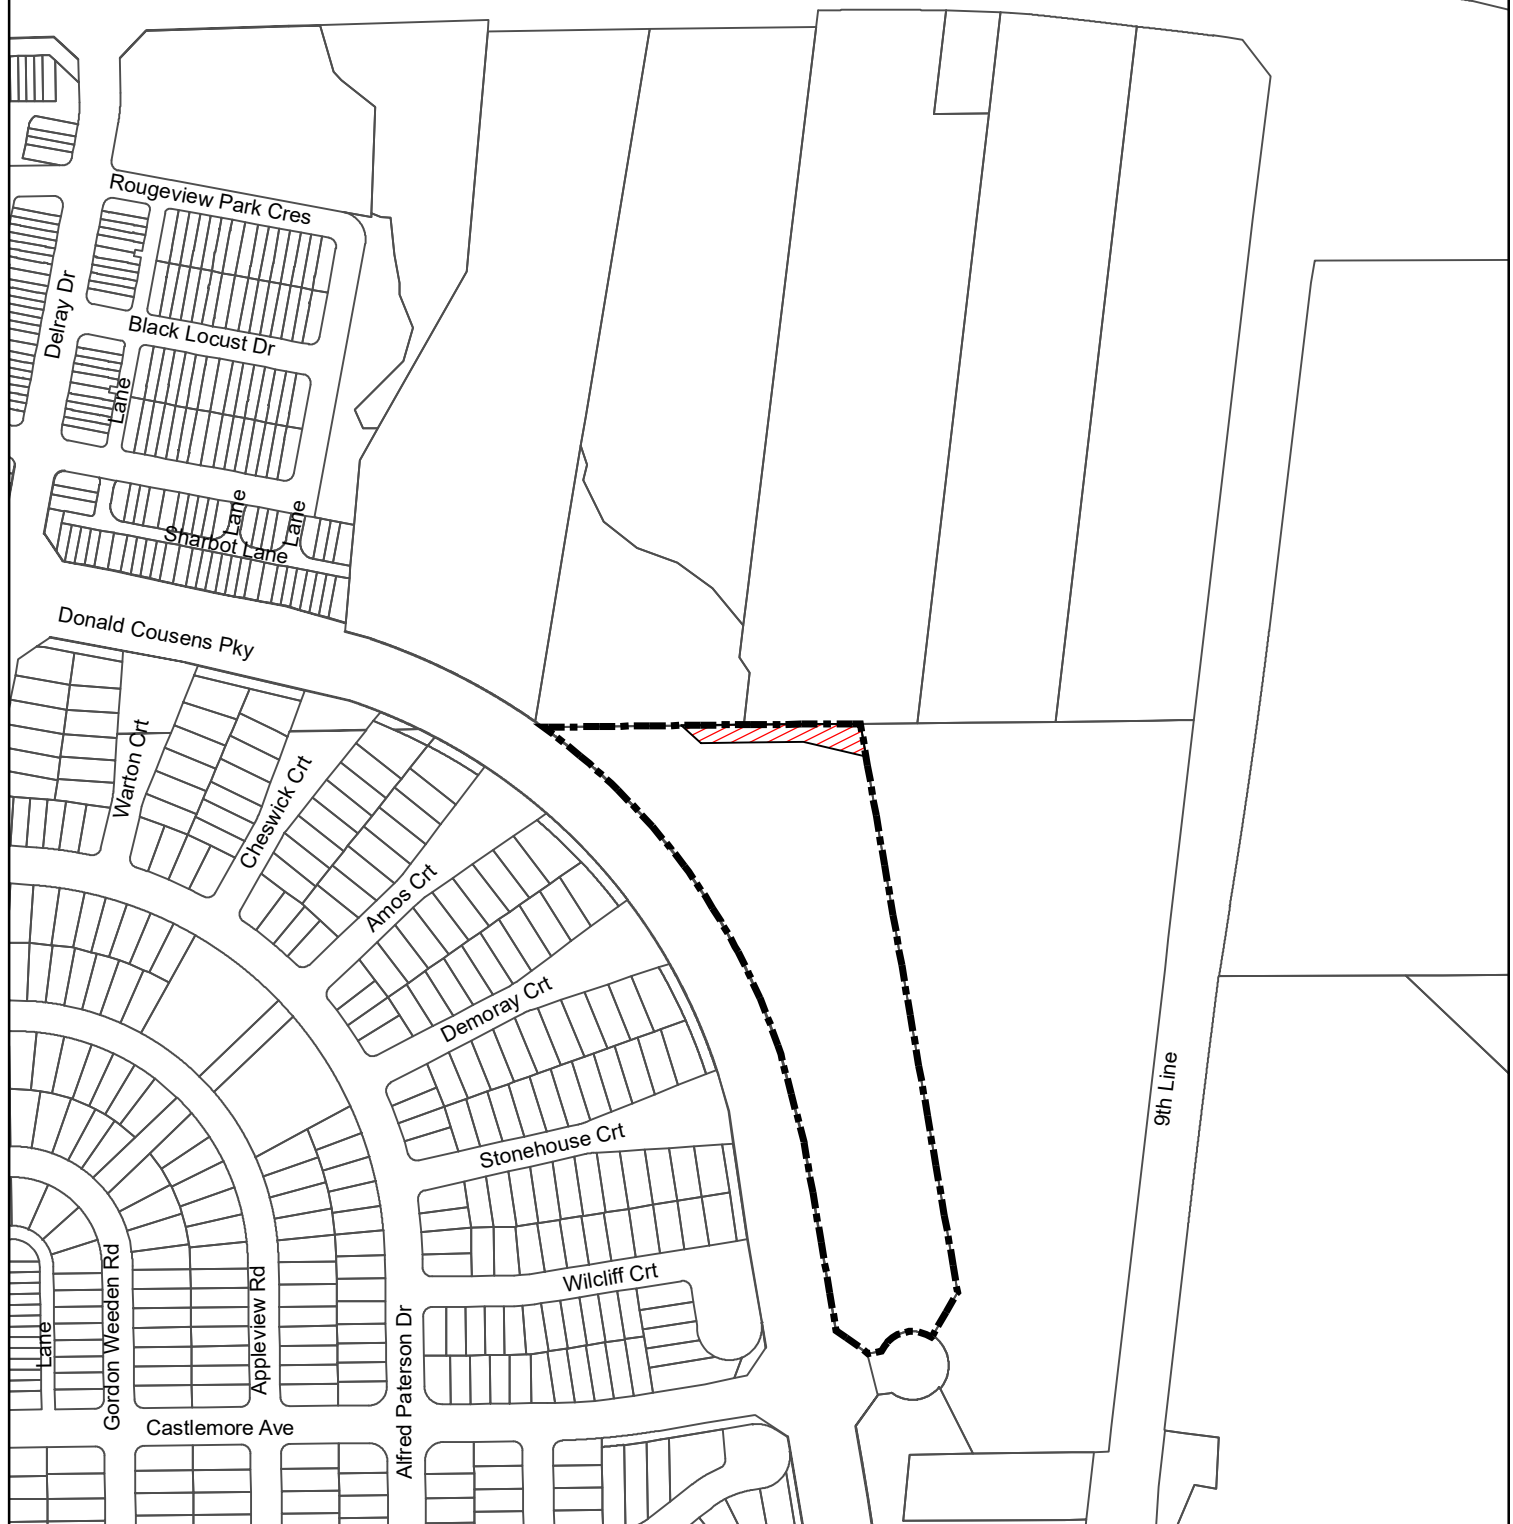 Rougeview Park Cres
Delray Dr
Black Locust Dr
Lane
Lane
Lane
Sharbot Lane
Donald Cousens Pky
Warton Crt
Cheswick Crt
Amos Crt
Demoray Crt
Stonehouse Crt
9th Line
Wilcliff Crt
Lane
Gordon Weeden Rd
Appleview Rd
Alfred Paterson Dr
Castlemore Ave